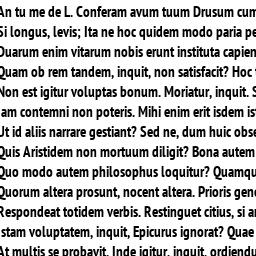 An tu me de L. Conferam avum tuum Drusum cum
Si longus, levis; Ita ne hoc quidem modo paria pe
Duarum enim vitarum nobis erunt instituta capien
Quam ob rem tandem, inquit, non satisfacit? Hoc
Non est igitur voluptas bonum. Moriatur, inquit. S
Iam contemni non poteris. Mihi enim erit isdem is
Ut id aliis narrare gestiant? Sed ne, dum huic obse
Quis Aristidem non mortuum diligit? Bona autem
Quo modo autem philosophus loquitur? Quamqu
Quorum altera prosunt, nocent altera. Prioris gene
Respondeat totidem verbis. Restinguet citius, si ar
Istam voluptatem, inquit, Epicurus ignorat? Quae
At multis se probavit. Inde igitur, inquit, ordiendu